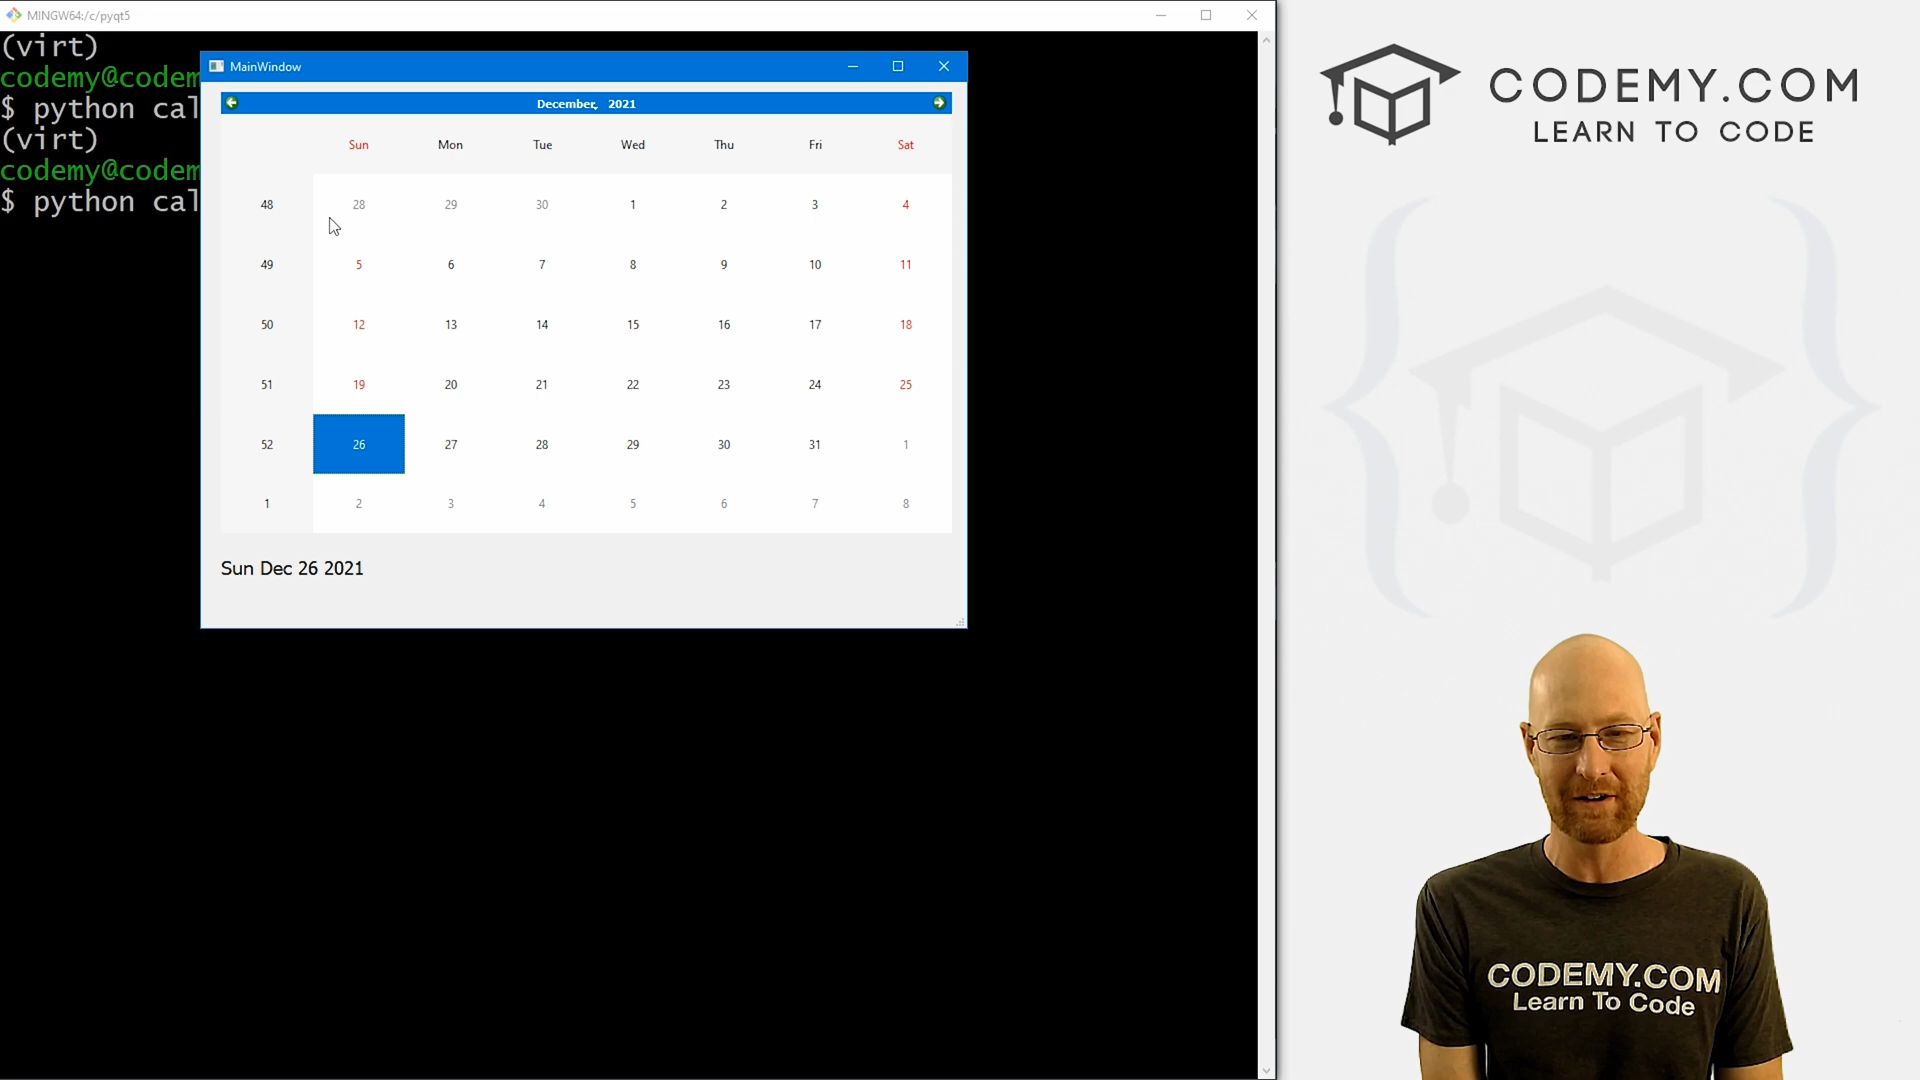 MINGW64:/c/pyqt5
(virt)
codemy@codem
$ python cal
(virt)
codemy@codem
$ python cal
MainWindow
December, 2021
Sun Mon Tue Wed Thu Fri Sat
48 28 29 30 1 2 3 4
49 5 6 7 8 9 10 11
50 12 13 14 15 16 17 18
51 19 20 21 22 23 24 25
52 26 27 28 29 30 31 1
1 2 3 4 5 6 7 8
Sun Dec 26 2021
CODEMY.COM
LEARN TO CODE
CODEMY.COM
Learn To Code